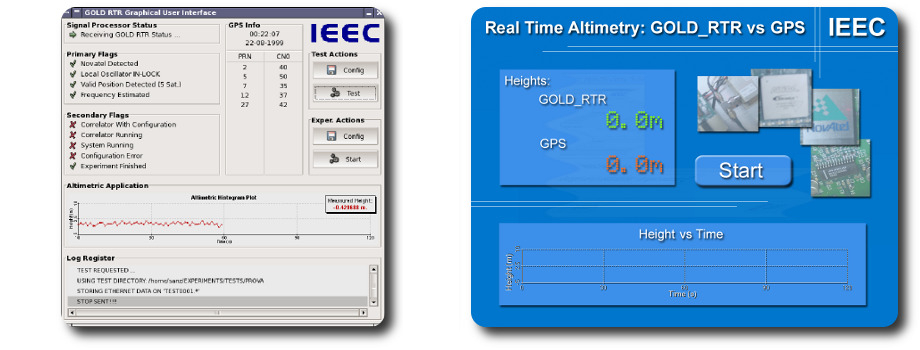 GOLD RTR Graphical User Interface
Signal Processor Status
Receiving GOLD RTR Status ...
Primary Flags
Novatel Detected
Local Oscillator IN-LOCK
Valid Position Detected (5 Sat.)
Frequency Estimated
Secondary Flags
Correlator With Configuration
Correlator Running
System Running
Configuration Error
Experiment Finished
GPS Info
00:22:07
22-08-1999
PRN CN0
2 40
5 50
7 35
12 37
27 42
IEEC
Test Actions
Config
Test
Exper. Actions
Config
Start
Altimetric Application
Altimetric Histogram Plot
Measured Height:
Height(m)
0 30 60 90 120
Time (s)
Log Register
TEST REQUESTED ...
USING TEST DIRECTORY /home/sano/EXPERIMENTS/TESTS/PROVA
STORING ETHERNET DATA ON 'TEST0001.*'
STOP SENT!!!
Real Time Altimetry: GOLD_RTR vs GPS
IEEC
Heights:
GOLD_RTR
0.0m
GPS
0.0m
NovAtel
Start
Height vs Time
Height(m)
0 30 60 90 120
Time (s)